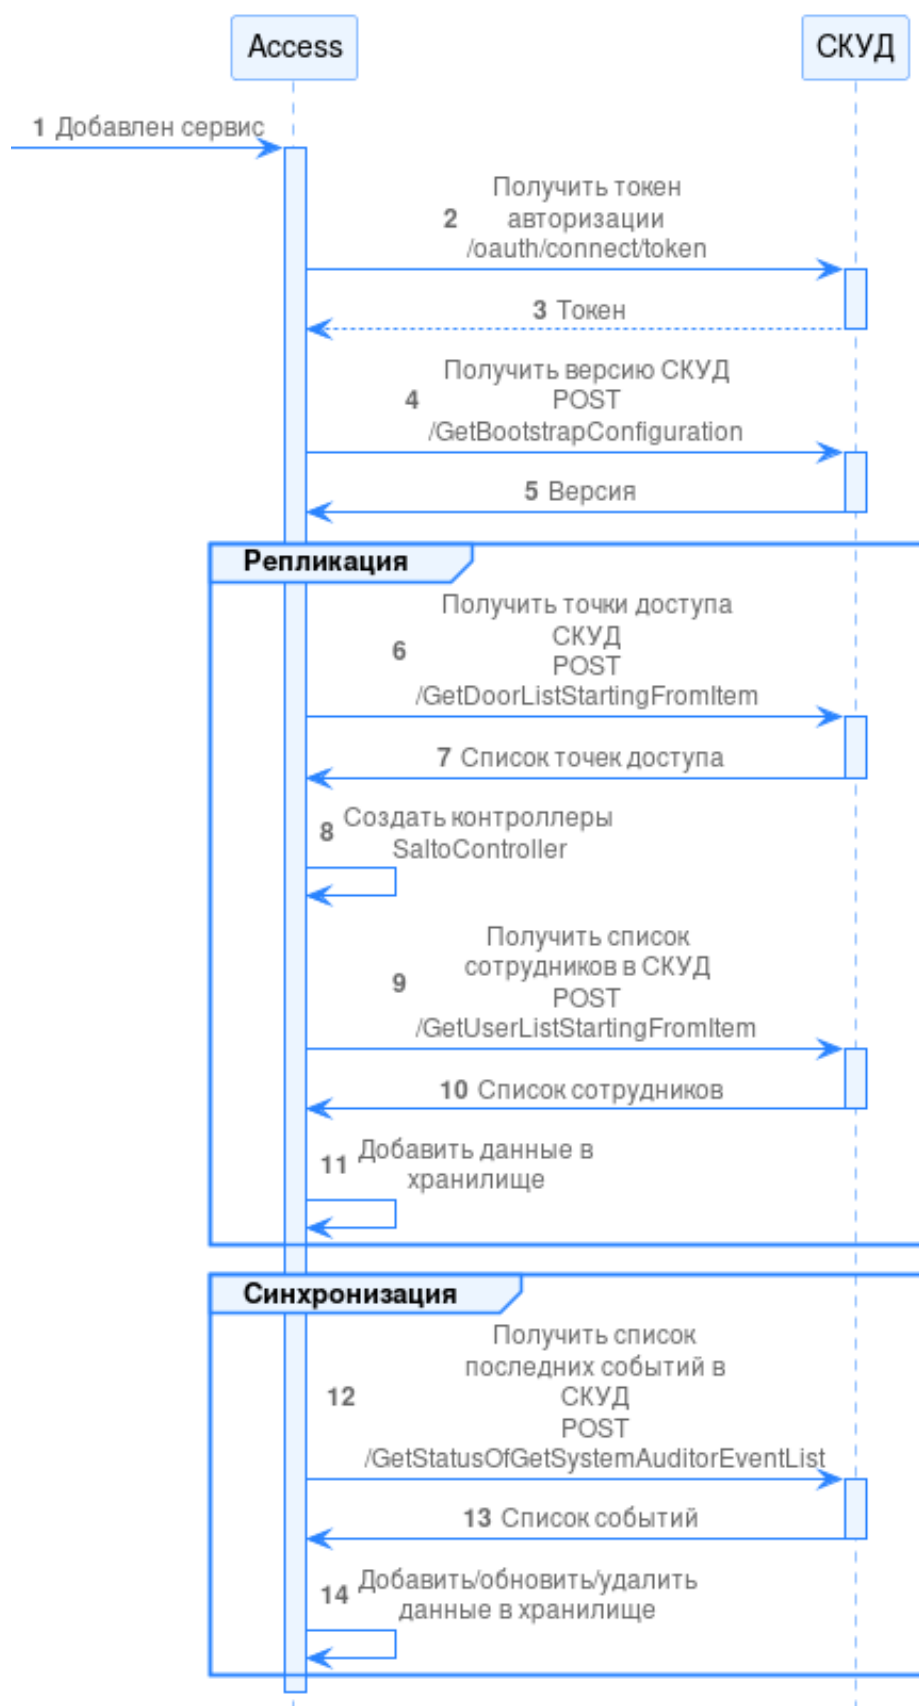 Access
СКУД
1 Добавлен сервис
Получить токен
2 авторизации
/oauth/connect/token
3 Токен
Получить версию СКУД
4 POST
/GetBootstrapConfiguration
5 Версия
Репликация
Получить точки доступа
СКУД
6
POST
/GetDoorListStartingFromItem
7 Список точек доступа
8 Создать контроллеры
SaltoController
Получить список
сотрудников в СКУД
9
POST
/GetUserListStartingFromItem
10 Список сотрудников
11 Добавить данные в
хранилище
Синхронизация
Получить список
последних событий в
12 СКУД
POST
/GetStatusOfGetSystemAuditorEventList
13 Список событий
14 Добавить/обновить/удалить
данные в хранилище